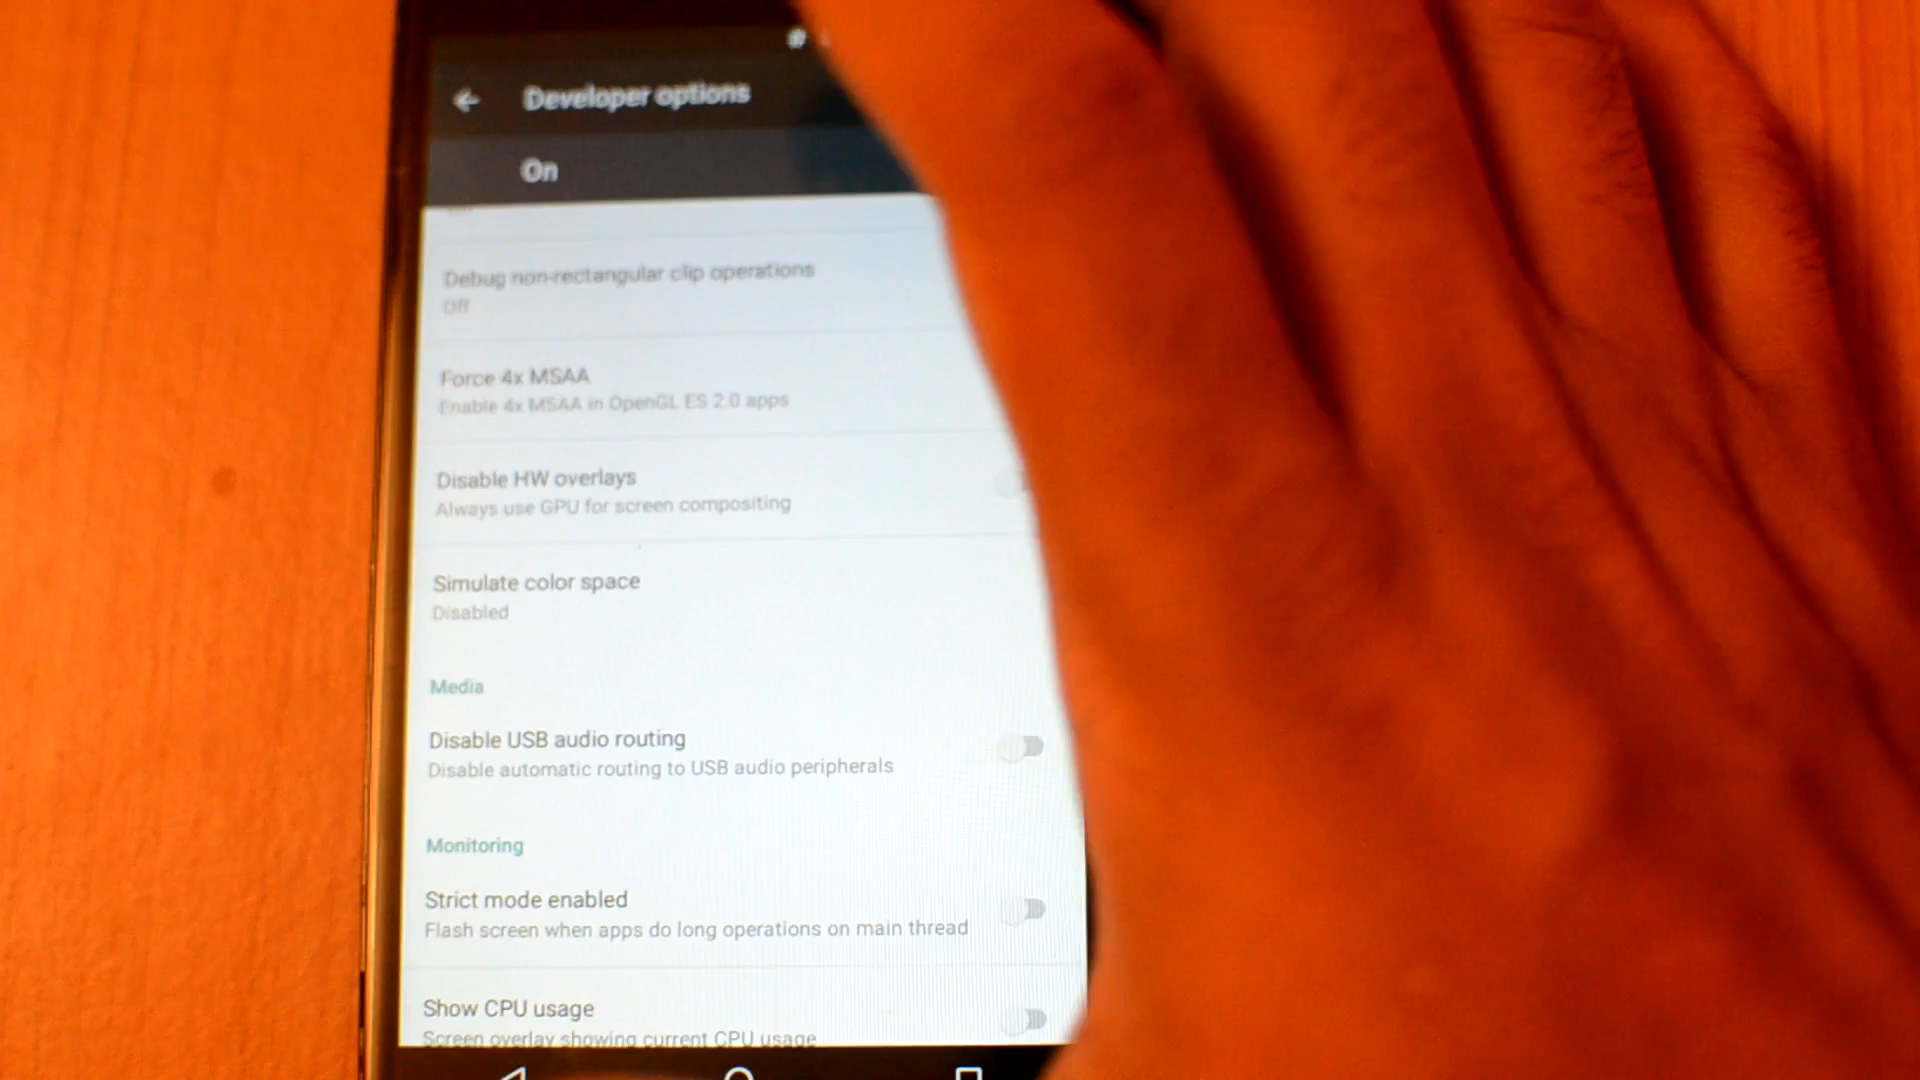 Developer options
On
Debug non-rectangular clip operations
Off
Force 4x MSAA
Enable 4x MSAA in OpenGL ES 2.0 apps
Disable HW overlays
Always use GPU for screen compositing
Simulate color space
Disabled
Media
Disable USB audio routing
Disable automatic routing to USB audio peripherals
Monitoring
Strict mode enabled
Flash screen when apps do long operations on main thread
Show CPU usage
Screen overlay showing current CPU usage